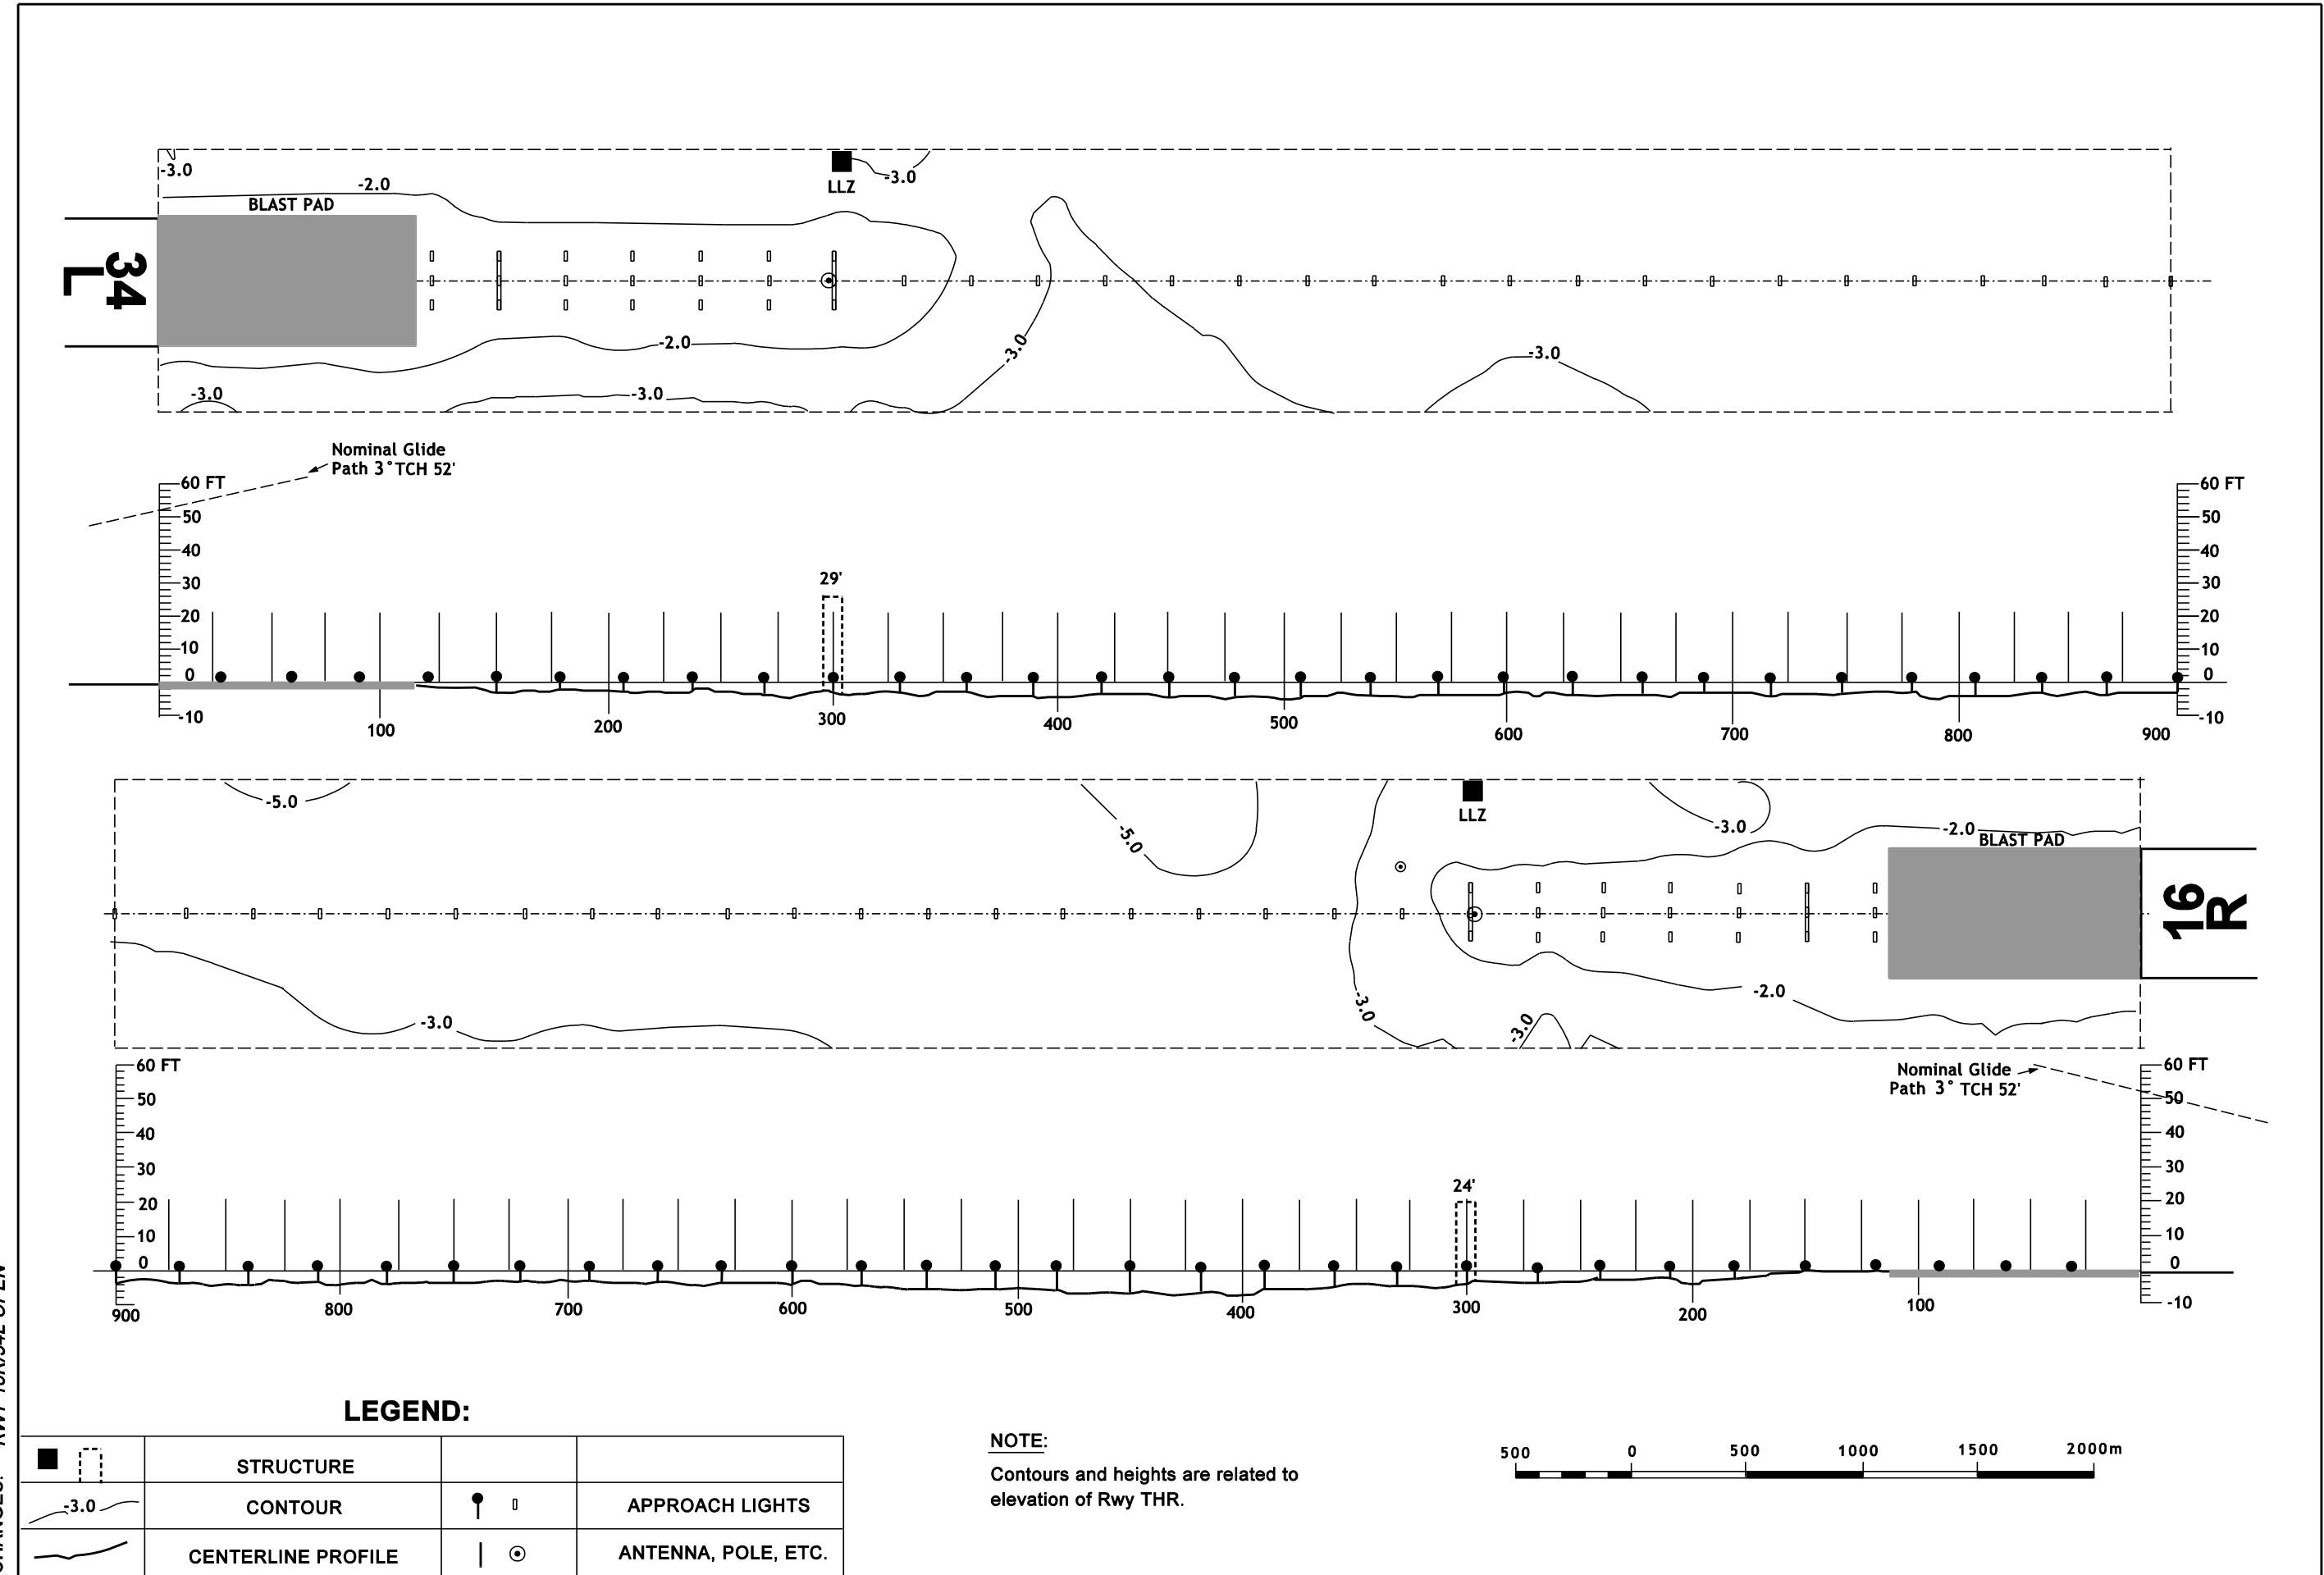 -3.0
-2.0
BLAST PAD
LLZ
-3.0
34
L
-2.0
-3.0
-3.0
-3.0
-3.0
Nominal Glide
Path 3° TCH 52'
60 FT
50
40
30
20
10
0
-10
29'
60 FT
50
40
30
20
10
0
-10
100
200
300
400
500
600
700
800
900
-5.0
-5.0
LLZ
-3.0
-2.0
BLAST PAD
16
R
-2.0
-3.0
-3.0
-3.0
Nominal Glide
Path 3° TCH 52'
60 FT
50
40
30
20
10
0
24'
60 FT
50
40
30
20
10
0
-10
900
800
700
600
500
400
300
200
100
LEGEND:
STRUCTURE
-3.0
CONTOUR
APPROACH LIGHTS
CENTERLINE PROFILE
ANTENNA, POLE, ETC.
NOTE:
Contours and heights are related to
elevation of Rwy THR.
500 0 500 1000 1500 2000m